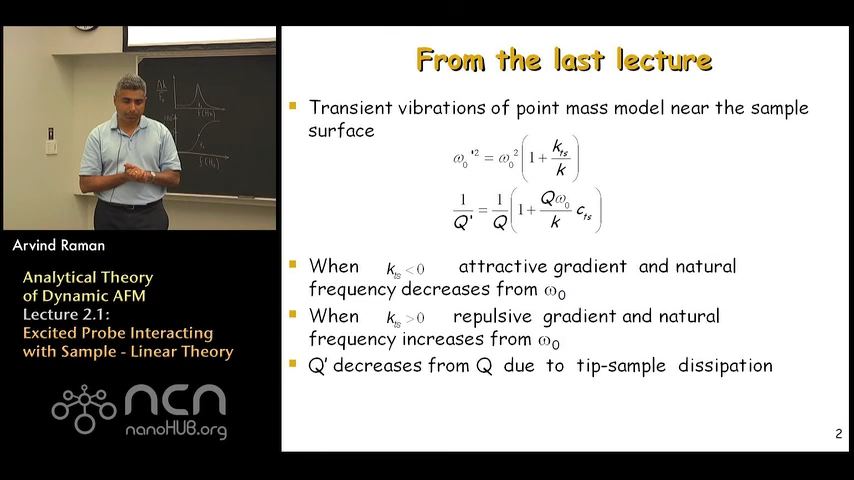 From the last lecture
Transient vibrations of point mass model near the sample
surface
ω₀'² = ω₀² (1 + kts/k)
1/Q' = 1/Q (1 + Qω₀/k cts)
When kts < 0 attractive gradient and natural
frequency decreases from ω₀
When kts > 0 repulsive gradient and natural
frequency increases from ω₀
Q' decreases from Q due to tip-sample dissipation
2
Arvind Raman
Analytical Theory
of Dynamic AFM
Lecture 2.1:
Excited Probe Interacting
with Sample - Linear Theory
ncn
nanoHUB.org